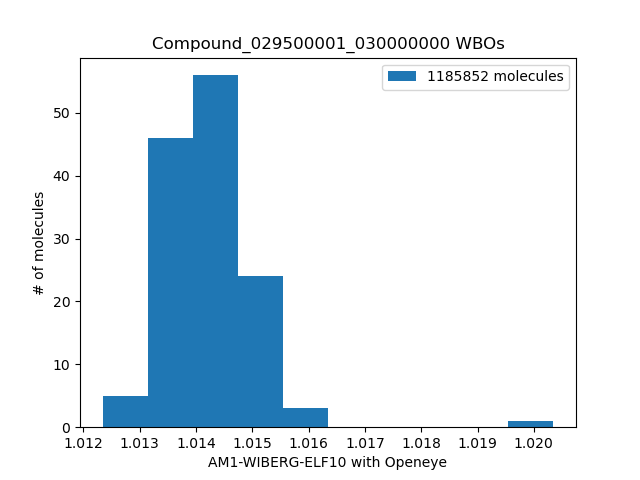 Compound_029500001_030000000 WBOs
1185852 molecules
# of molecules
50
40
30
20
10
0
1.012 1.013 1.014 1.015 1.016 1.017 1.018 1.019 1.020
AM1-WIBERG-ELF10 with Openeye